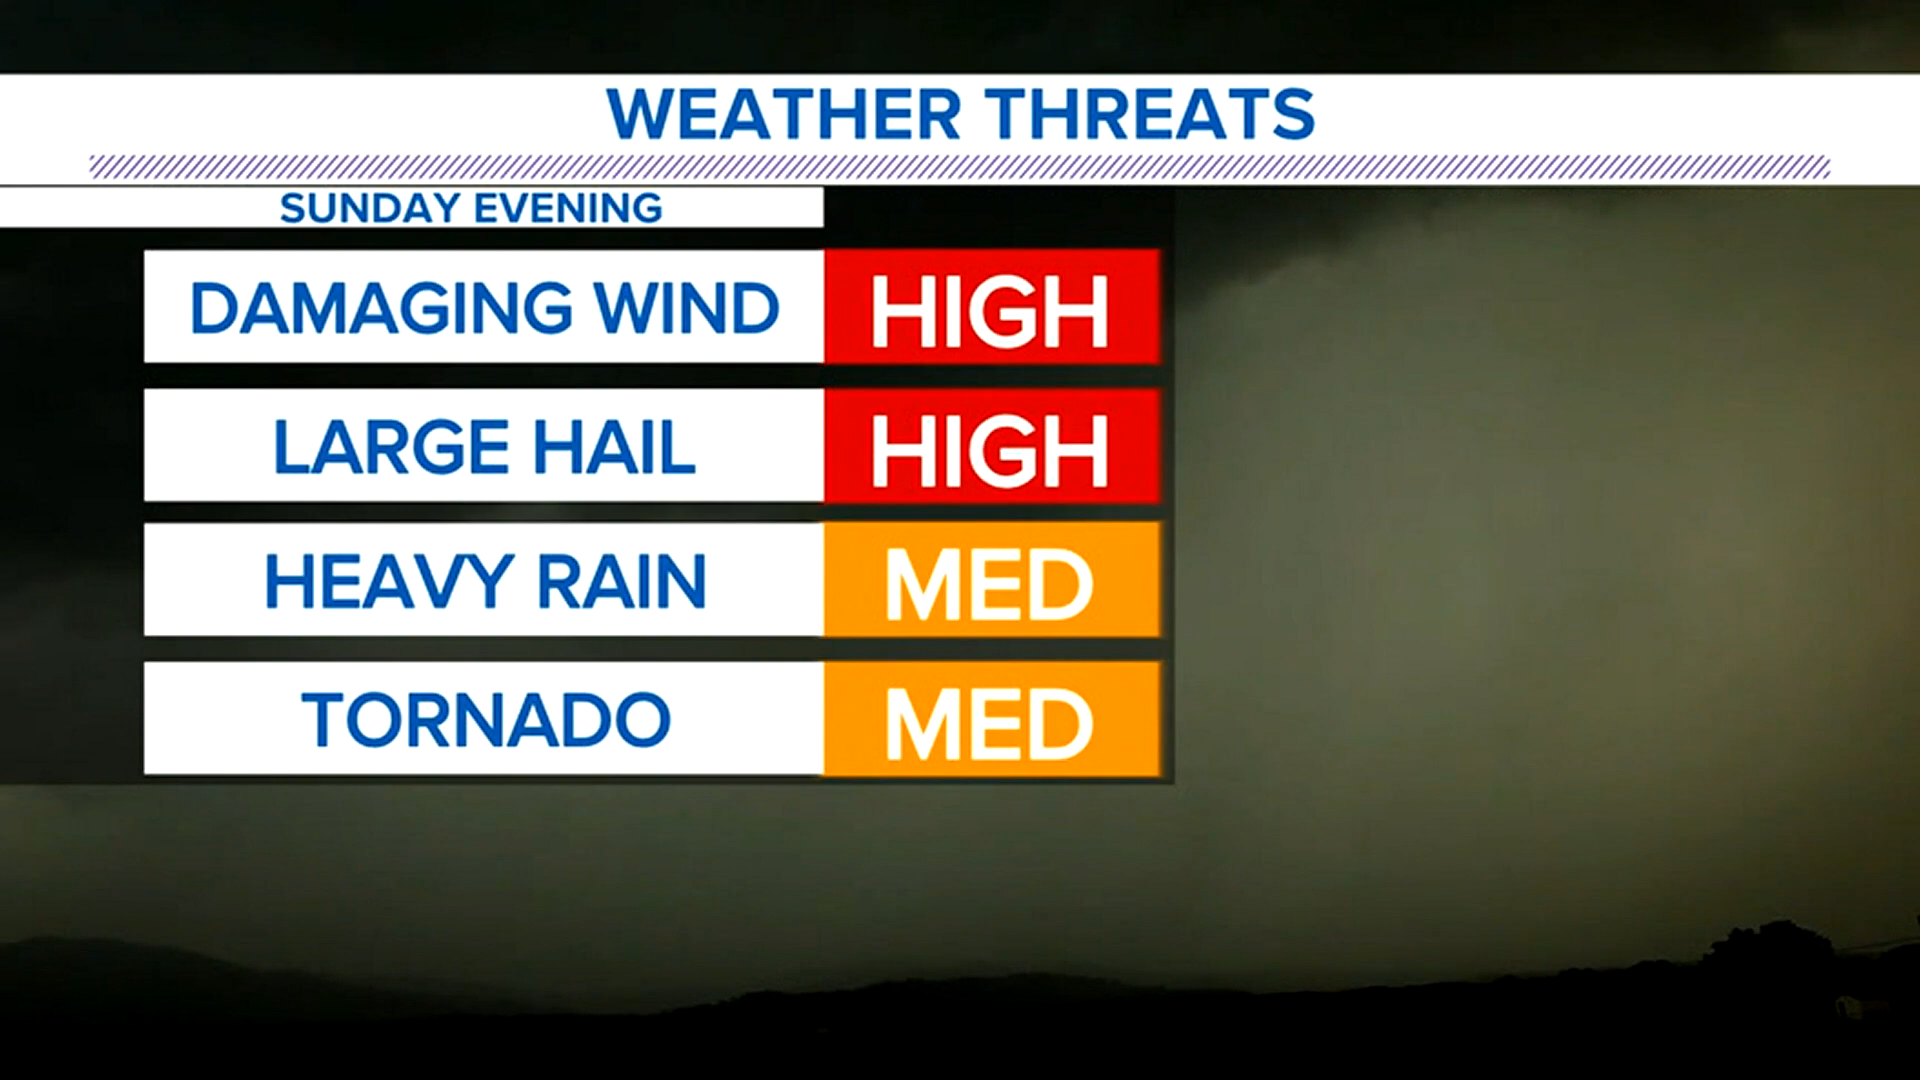 WEATHER THREATS
SUNDAY EVENING
DAMAGING WIND HIGH
LARGE HAIL HIGH
HEAVY RAIN MED
TORNADO MED